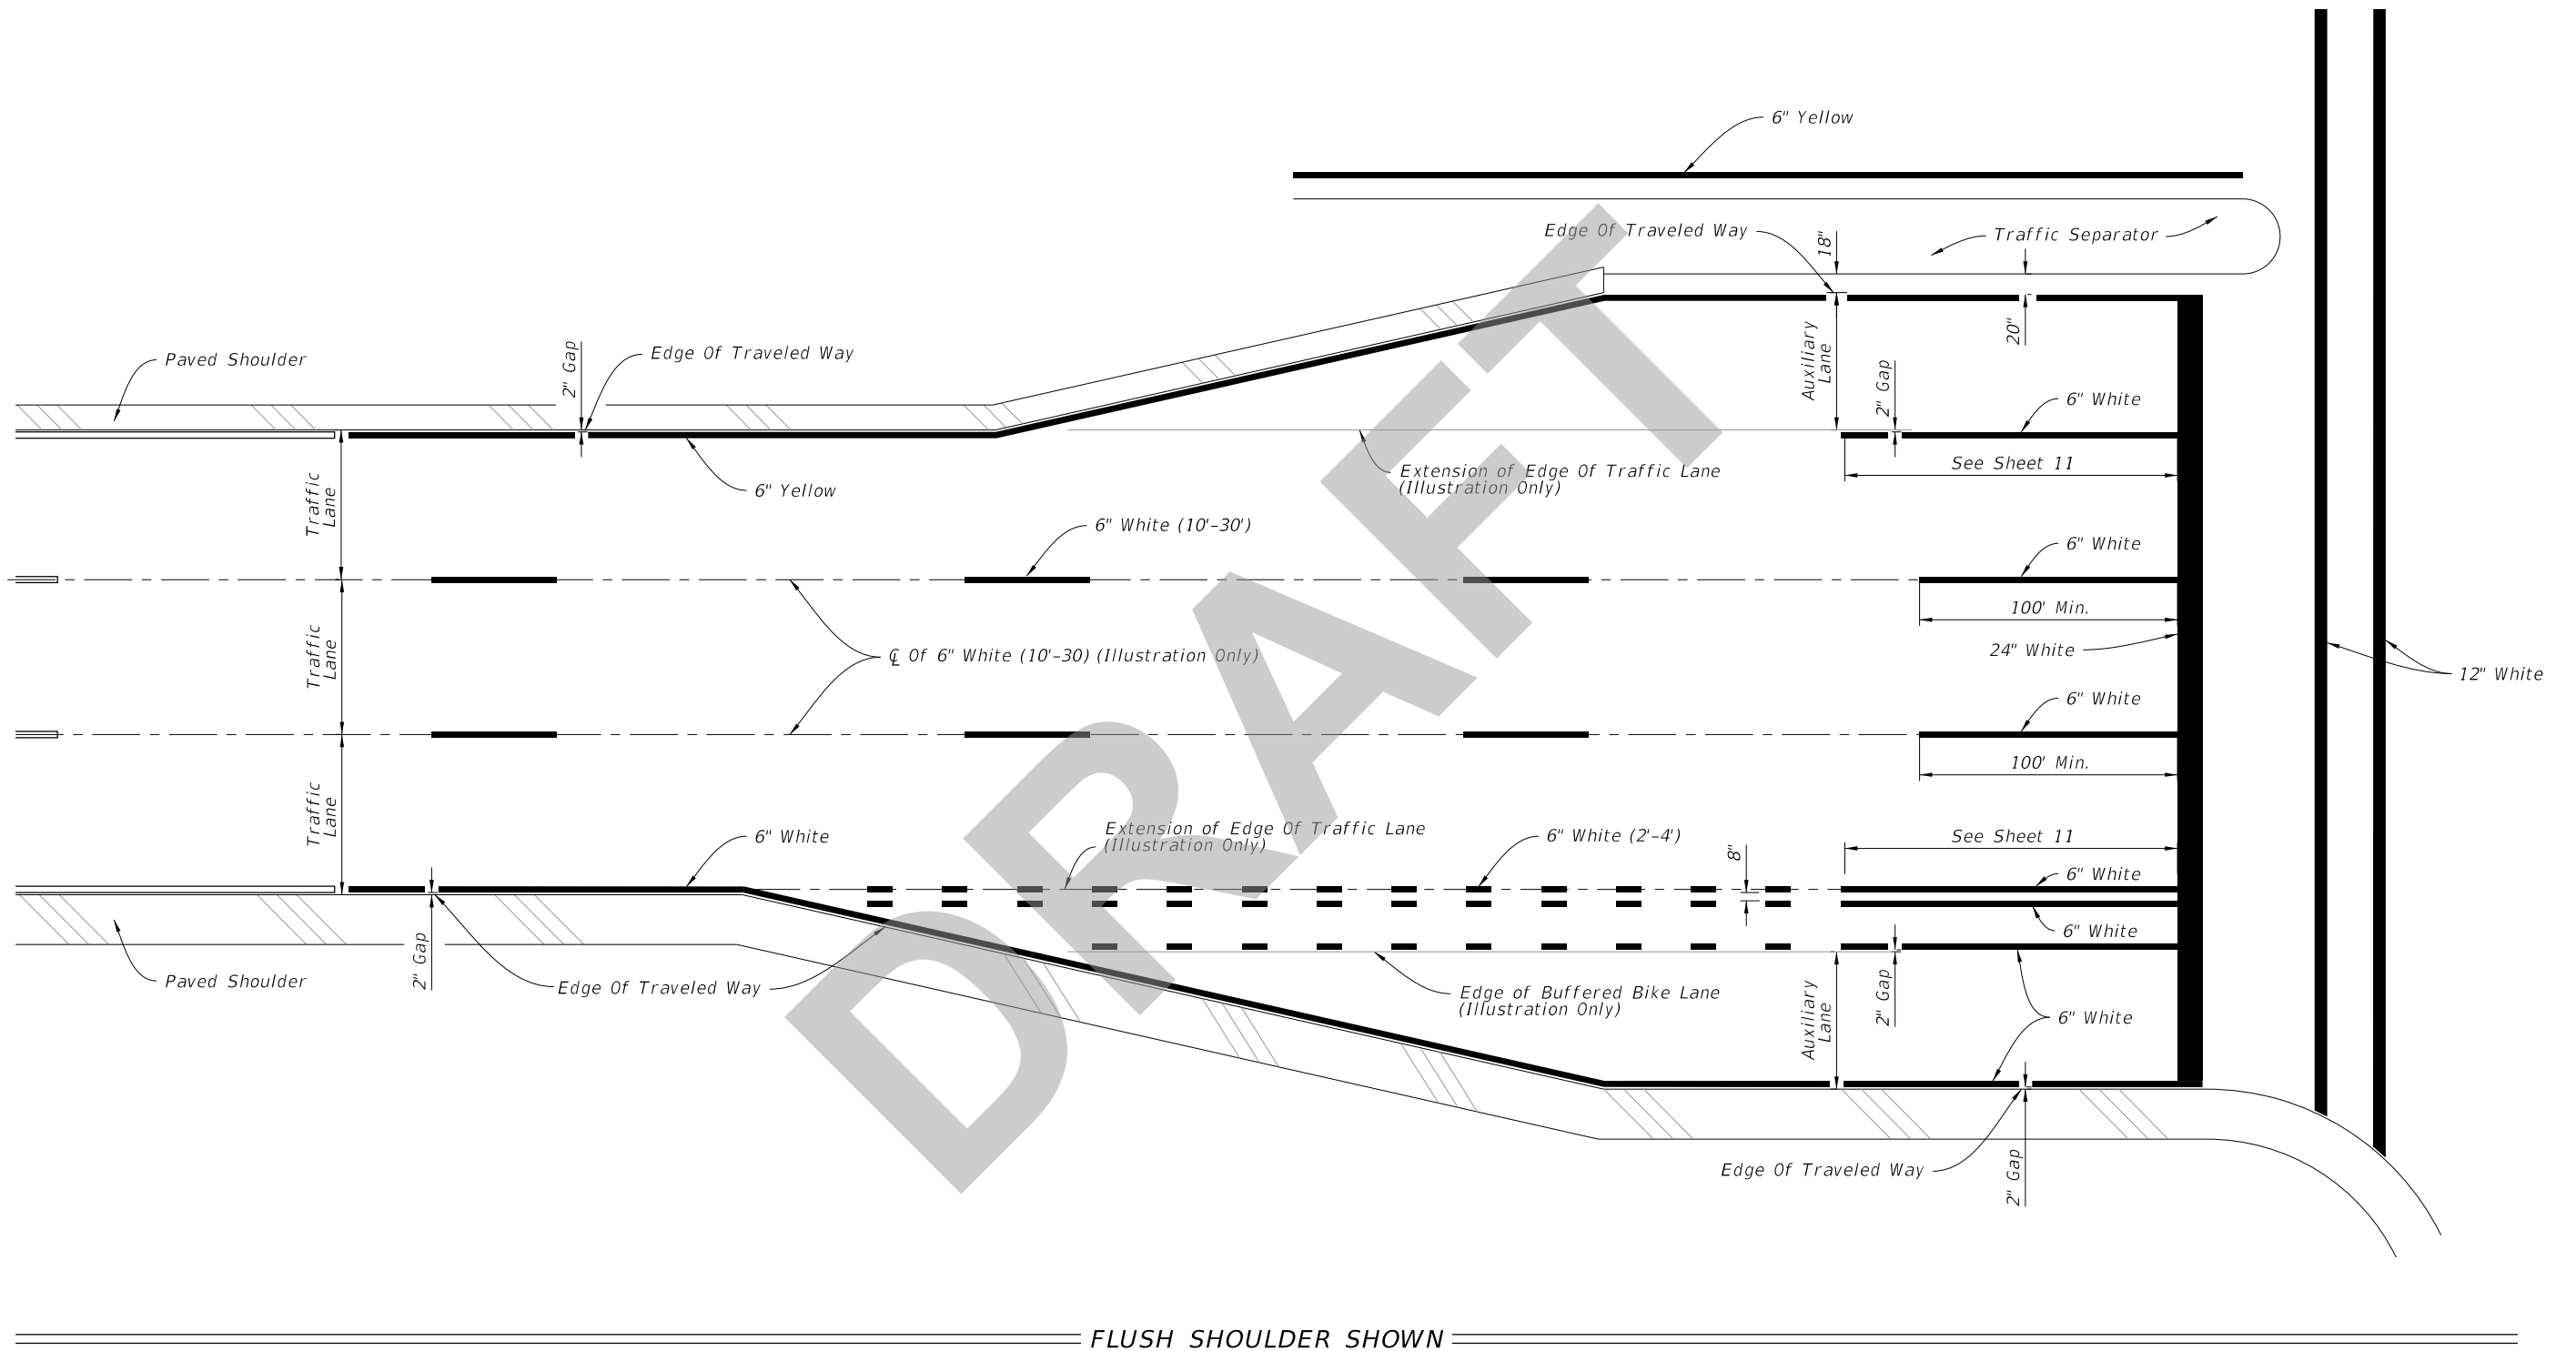 6" Yellow
Edge Of Traveled Way
18"
Traffic Separator
20"
Paved Shoulder
2" Gap
Edge Of Traveled Way
Auxiliary
Lane
2" Gap
6" White
Extension of Edge Of Traffic Lane
(Illustration Only)
See Sheet 11
6" Yellow
Traffic
Lane
6" White (10'-30')
6" White
100' Min.
Traffic
Lane
℄ Of 6" White (10'-30) (Illustration Only)
24" White
12" White
6" White
100' Min.
Traffic
Lane
6" White
Extension of Edge Of Traffic Lane
(Illustration Only)
6" White (2'-4')
8"
See Sheet 11
6" White
6" White
Paved Shoulder
2" Gap
Edge Of Traveled Way
Edge of Buffered Bike Lane
(Illustration Only)
Auxiliary
Lane
2" Gap
6" White
Edge Of Traveled Way
2" Gap
DRAFT
FLUSH SHOULDER SHOWN